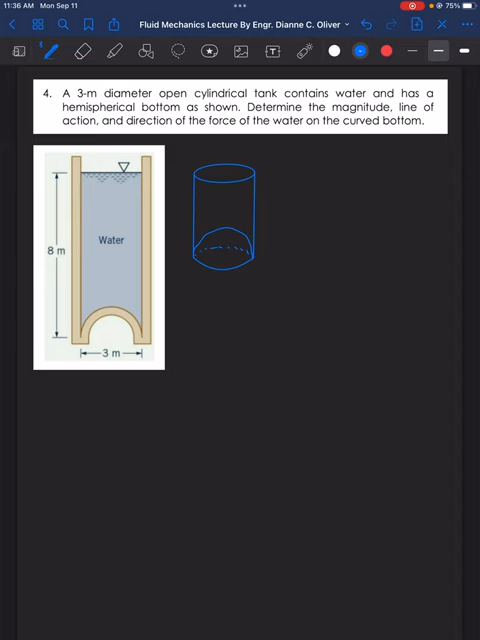 11:36 AM Mon Sep 11
75%
Fluid Mechanics Lecture By Engr. Dianne C. Oliver
4. A 3-m diameter open cylindrical tank contains water and has a
hemispherical bottom as shown. Determine the magnitude, line of
action, and direction of the force of the water on the curved bottom.
Water
8 m
3 m